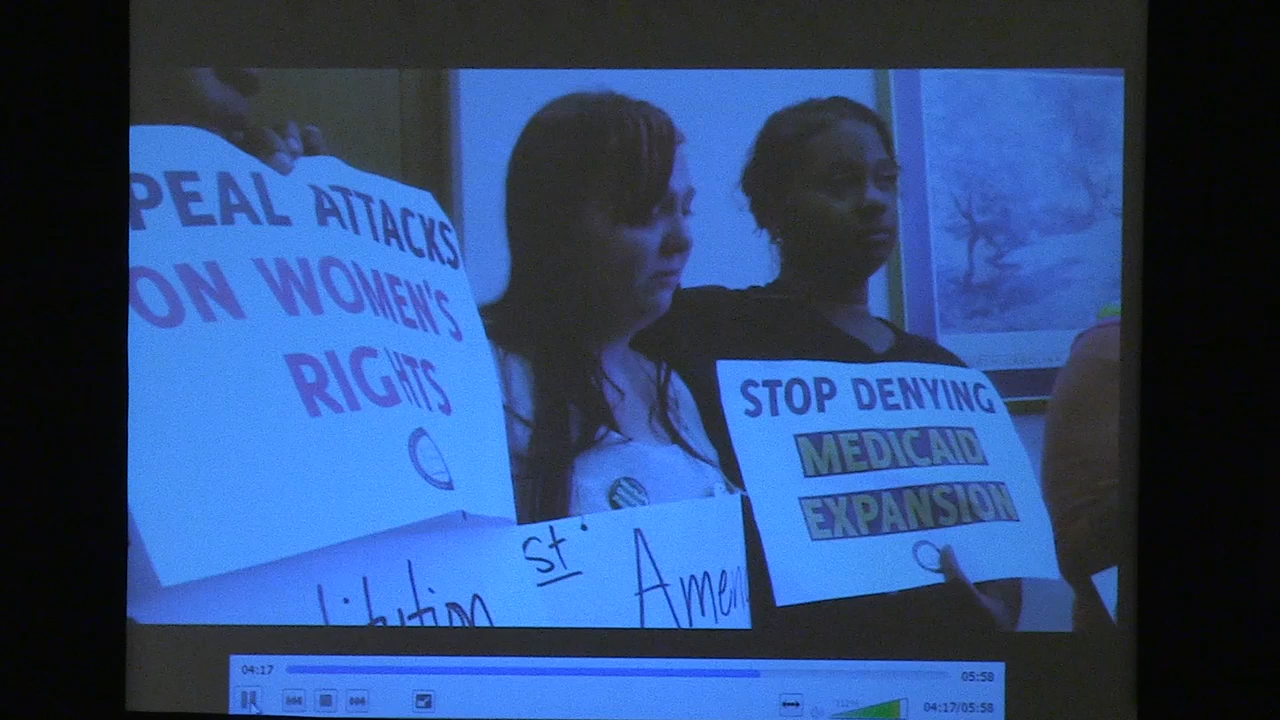 PEAL ATTACKS
ON WOMEN'S
RIGHTS
STOP DENYING
MEDICAID
EXPANSION
st
Amen
04:17
05:58
112%
04:17/05:58